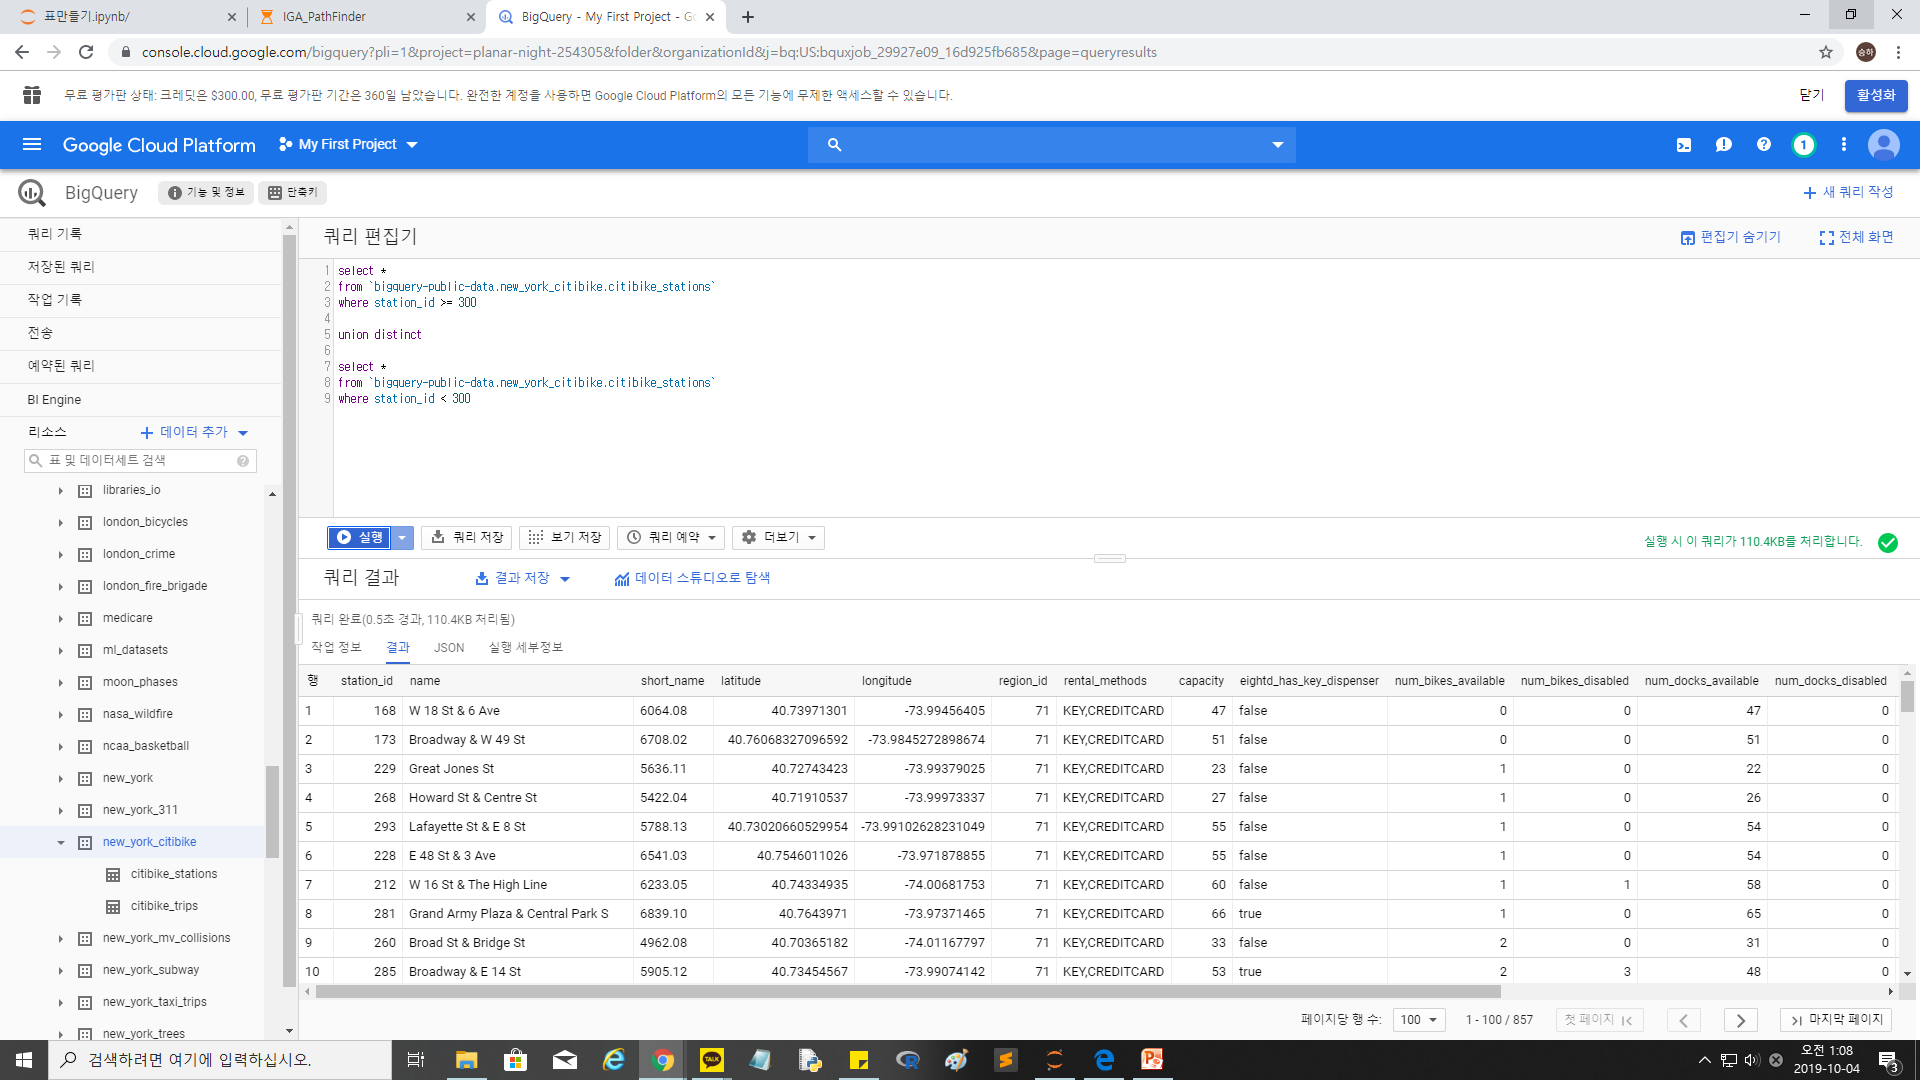 표만들기.ipynb/
IGA_PathFinder
BigQuery - My First Project - Go
console.cloud.google.com/bigquery?pli=1&project=planar-night-254305&folder&organizationId&j=bq:US:bquxjob_29927e09_16d925fb685&page=queryresults
승하
무료 평가판 상태: 크레딧은 $300.00, 무료 평가판 기간은 360일 남았습니다. 완전한 계정을 사용하면 Google Cloud Platform의 모든 기능에 무제한 액세스할 수 있습니다.
닫기
활성화
Google Cloud Platform
My First Project
1
BigQuery
기능 및 정보
단축키
새 쿼리 작성
쿼리 기록
저장된 쿼리
작업 기록
전송
예약된 쿼리
BI Engine
리소스
데이터 추가
표 및 데이터세트 검색
libraries_io
london_bicycles
london_crime
london_fire_brigade
medicare
ml_datasets
moon_phases
nasa_wildfire
ncaa_basketball
new_york
new_york_311
new_york_citibike
citibike_stations
citibike_trips
new_york_mv_collisions
new_york_subway
new_york_taxi_trips
new_york_trees
쿼리 편집기
편집기 숨기기
전체 화면
1 select *
2 from `bigquery-public-data.new_york_citibike.citibike_stations`
3 where station_id >= 300
4
5 union distinct
6
7 select *
8 from `bigquery-public-data.new_york_citibike.citibike_stations`
9 where station_id < 300
실행
쿼리 저장
보기 저장
쿼리 예약
더보기
실행 시 이 쿼리가 110.4KB를 처리합니다.
쿼리 결과
결과 저장
데이터 스튜디오로 탐색
쿼리 완료(0.5초 경과, 110.4KB 처리됨)
작업 정보 결과 JSON 실행 세부정보
행 station_id name short_name latitude longitude region_id rental_methods capacity eightd_has_key_dispenser num_bikes_available num_bikes_disabled num_docks_available num_docks_disabled
1 168 W 18 St & 6 Ave 6064.08 40.73971301 -73.99456405 71 KEY,CREDITCARD 47 false 0 0 47 0
2 173 Broadway & W 49 St 6708.02 40.76068327096592 -73.9845272898674 71 KEY,CREDITCARD 51 false 0 0 51 0
3 229 Great Jones St 5636.11 40.72743423 -73.99379025 71 KEY,CREDITCARD 23 false 1 0 22 0
4 268 Howard St & Centre St 5422.04 40.71910537 -73.99973337 71 KEY,CREDITCARD 27 false 1 0 26 0
5 293 Lafayette St & E 8 St 5788.13 40.73020660529954 -73.99102628231049 71 KEY,CREDITCARD 55 false 1 0 54 0
6 228 E 48 St & 3 Ave 6541.03 40.7546011026 -73.971878855 71 KEY,CREDITCARD 55 false 1 0 54 0
7 212 W 16 St & The High Line 6233.05 40.74334935 -74.00681753 71 KEY,CREDITCARD 60 false 1 1 58 0
8 281 Grand Army Plaza & Central Park S 6839.10 40.7643971 -73.97371465 71 KEY,CREDITCARD 66 true 1 0 65 0
9 260 Broad St & Bridge St 4962.08 40.70365182 -74.01167797 71 KEY,CREDITCARD 33 false 2 0 31 0
10 285 Broadway & E 14 St 5905.12 40.73454567 -73.99074142 71 KEY,CREDITCARD 53 true 2 3 48 0
페이지당 행 수: 100 1 - 100 / 857 첫 페이지 마지막 페이지
검색하려면 여기에 입력하십시오.
TALK
오전 1:08
2019-10-04
3